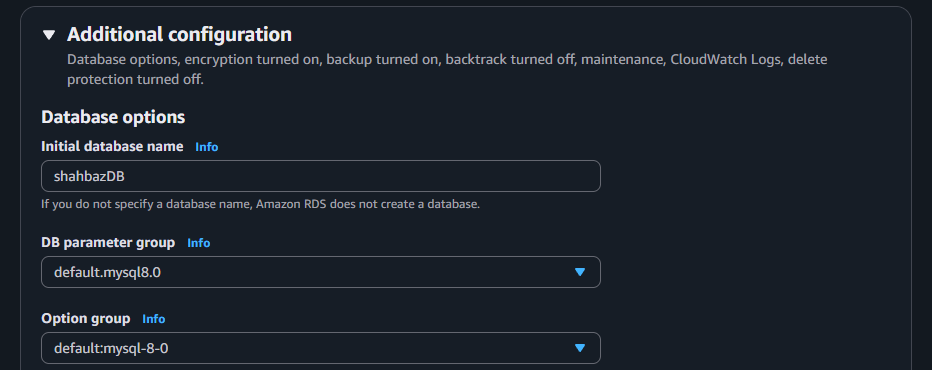 Additional configuration
Database options, encryption turned on, backup turned on, backtrack turned off, maintenance, CloudWatch Logs, delete
protection turned off.
Database options
Initial database name Info
shahbazDB
If you do not specify a database name, Amazon RDS does not create a database.
DB parameter group Info
default.mysql8.0
Option group Info
default:mysql-8-0